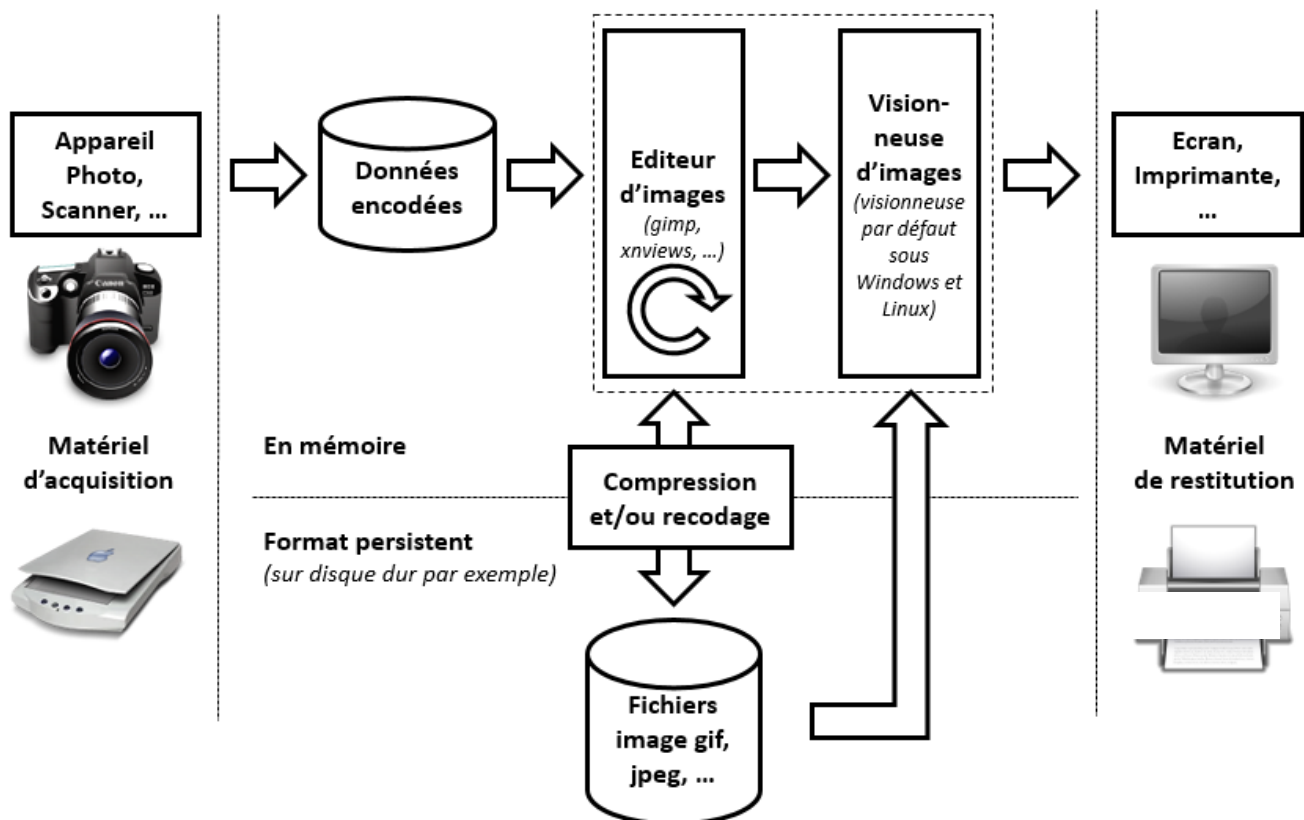 Appareil
Photo,
Scanner, ...
Canon
Matériel
d'acquisition
Données
encodées
Editeur
d'images
(gimp,
xnviews, ...)
Vision-
neuse
d'images
(visionneuse
par défaut
sous
Windows et
Linux)
Ecran,
Imprimante,
...
Matériel
de restitution
En mémoire
Compression
et/ou recodage
Format persistent
(sur disque dur par exemple)
Fichiers
image gif,
jpeg, ...